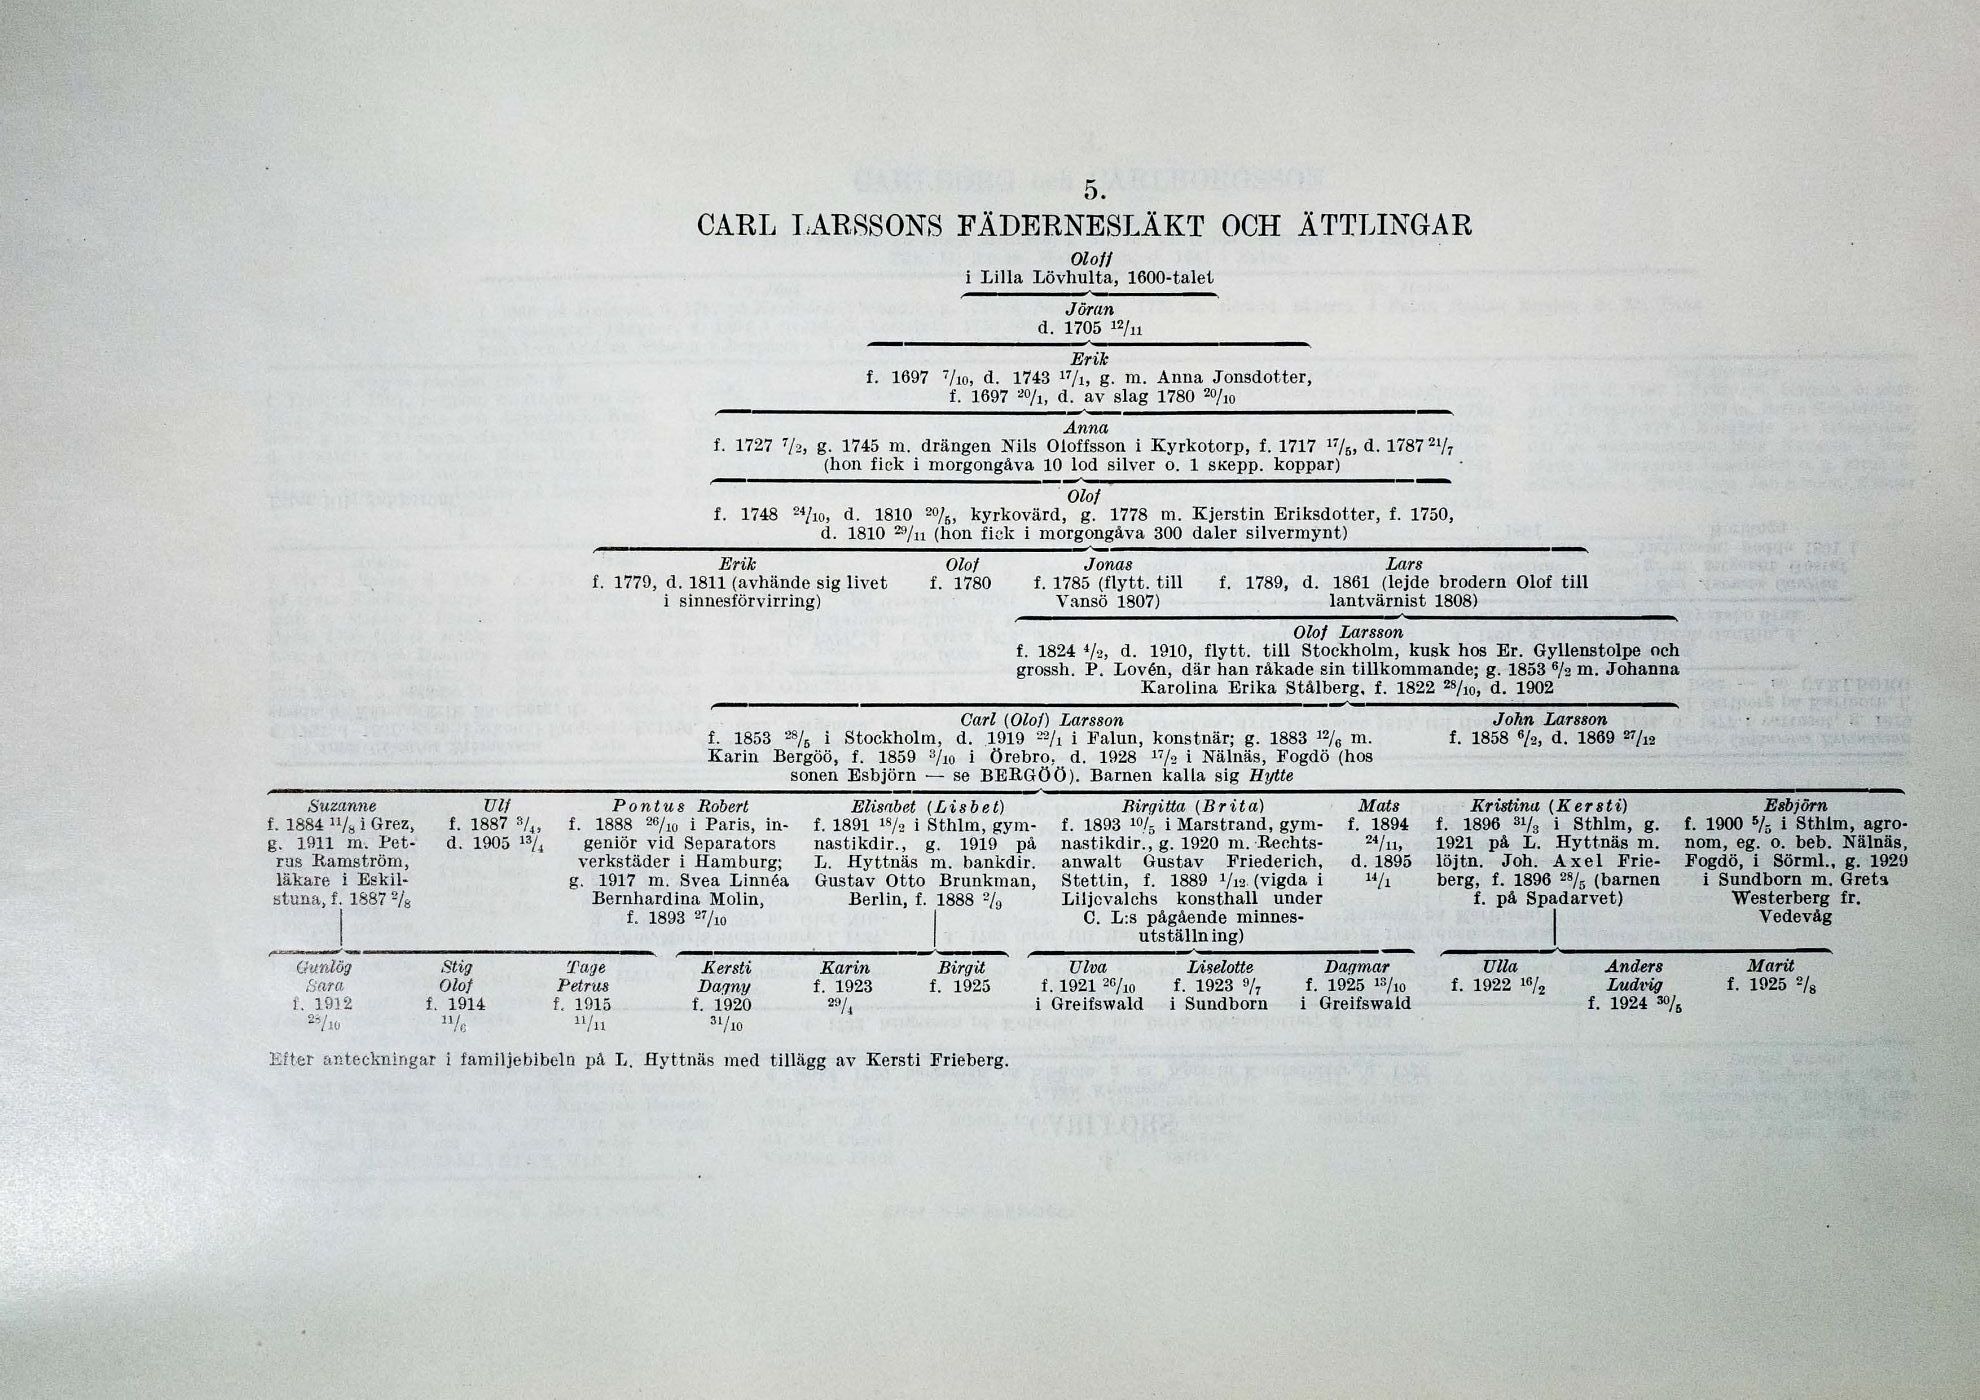 5.
CARL LARSSONS FÄDERNESLÄKT OCH ÄTTLINGAR
Oloff
i Lilla Lövhulta, 1600-talet
Jöran
d. 1705 12/11
Erik
f. 1697 7/10, d. 1743 17/1, g. m. Anna Jonsdotter,
f. 1697 20/1, d. av slag 1780 20/10
Anna
f. 1727 7/2, g. 1745 m. drängen Nils Oloffsson i Kyrkotorp, f. 1717 17/5, d. 1787 21/7
(hon fick i morgongåva 10 lod silver o. 1 skepp. koppar)
Olof
f. 1748 24/10, d. 1810 20/5, kyrkovärd, g. 1778 m. Kjerstin Eriksdotter, f. 1750,
d. 1810 29/11 (hon fick i morgongåva 300 daler silvermynt)
Erik
f. 1779, d. 1811 (avhände sig livet
i sinnesförvirring)
Olof
f. 1780
Jonas
f. 1785 (flytt. till
Vansö 1807)
Lars
f. 1789, d. 1861 (lejde brodern Olof till
lantvärnist 1808)
Olof Larsson
f. 1824 4/2, d. 1910, flytt. till Stockholm, kusk hos Er. Gyllenstolpe och
grossh. P. Lovén, där han råkade sin tillkommande; g. 1853 6/2 m. Johanna
Karolina Erika Stålberg, f. 1822 28/10, d. 1902
Carl (Olof) Larsson
f. 1853 28/5 i Stockholm, d. 1919 22/1 i Falun, konstnär; g. 1883 12/6 m.
Karin Bergöö, f. 1859 3/10 i Örebro, d. 1928 17/2 i Nälnäs, Fogdö (hos
sonen Esbjörn — se BERGÖÖ). Barnen kalla sig Hytte
John Larsson
f. 1858 6/2, d. 1869 27/12
Suzanne
f. 1884 11/8 i Grez,
g. 1911 m. Pet-
rus Ramström,
läkare i Eskil-
stuna, f. 1887 2/8
Ulf
f. 1887 3/4,
d. 1905 13/4
Pontus Robert
f. 1888 26/10 i Paris, in-
geniör vid Separators
verkstäder i Hamburg;
g. 1917 m. Svea Linnéa
Bernhardina Molin,
f. 1893 27/10
Elisabet (Lisbet)
f. 1891 18/2 i Sthlm, gym-
nastikdir., g. 1919 på
L. Hyttnäs m. bankdir.
Gustav Otto Brunkman,
Berlin, f. 1888 2/9
Birgitta (Brita)
f. 1893 10/5 i Marstrand, gym-
nastikdir., g. 1920 m. Rechts-
anwalt Gustav Friederich,
Stettin, f. 1889 1/12 (vigda i
Liljevalchs konsthall under
C. L:s pågående minnes-
utställning)
Mats
f. 1894
24/11,
d. 1895
14/1
Kristina (Kersti)
f. 1896 31/3 i Sthlm, g.
1921 på L. Hyttnäs m.
löjtn. Joh. Axel Frie-
berg, f. 1896 28/5 (barnen
f. på Spadarvet)
Esbjörn
f. 1900 5/5 i Sthlm, agro-
nom, eg. o. beb. Nälnäs,
Fogdö, i Sörml., g. 1929
i Sundborn m. Greta
Westerberg fr.
Vedevåg
Gunlög
Sara
f. 1912
28/10
Stig
Olof
f. 1914
11/6
Tage
Petrus
f. 1915
11/11
Kersti
Dagny
f. 1920
31/10
Karin
f. 1923
29/4
Birgit
f. 1925
Ulva
f. 1921 26/10
i Greifswald
Liselotte
f. 1923 9/7
i Sundborn
Dagmar
f. 1925 13/10
i Greifswald
Ulla
f. 1922 16/2
Anders
Ludvig
f. 1924 30/5
Marit
f. 1925 2/8
Efter anteckningar i familjebibeln på L. Hyttnäs med tillägg av Kersti Frieberg.